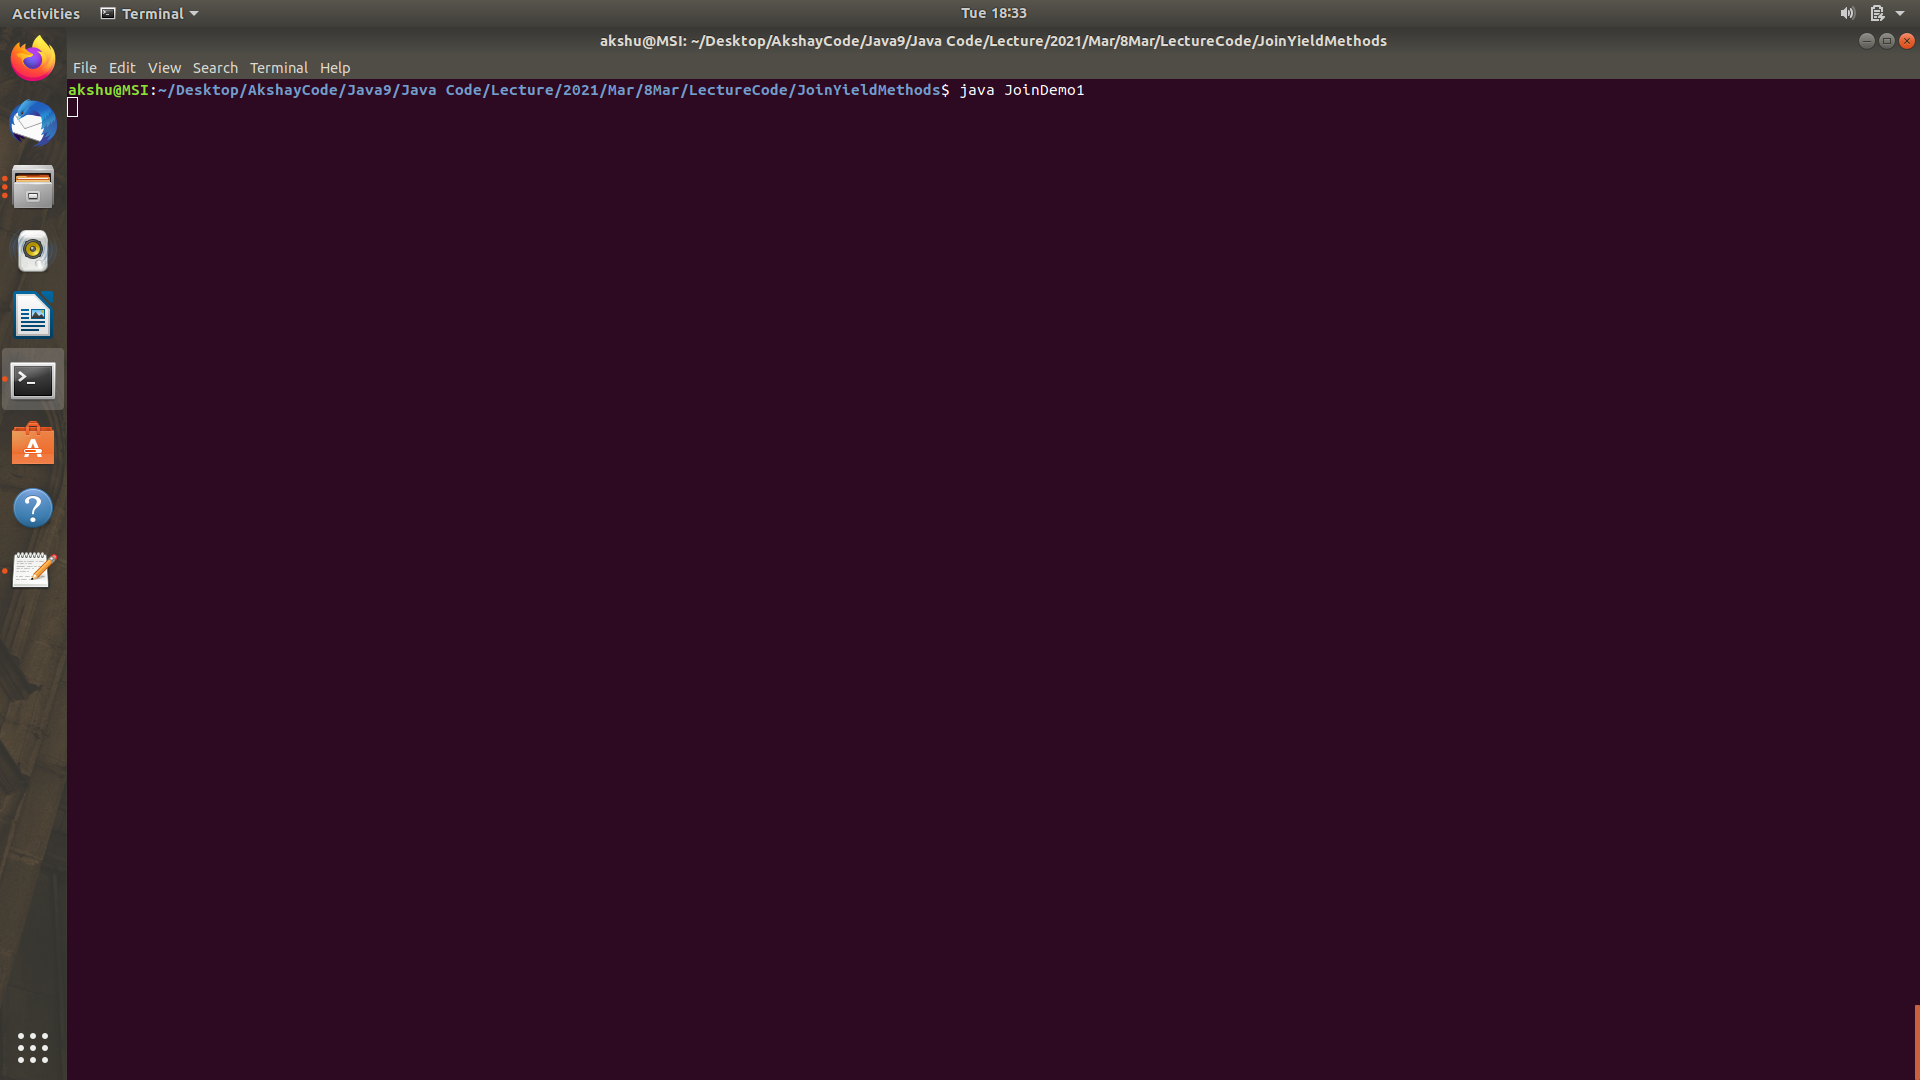 Activities Terminal Tue 18:33
akshu@MSI: ~/Desktop/AkshayCode/Java9/Java Code/Lecture/2021/Mar/8Mar/LectureCode/JoinYieldMethods
File Edit View Search Terminal Help
akshu@MSI:~/Desktop/AkshayCode/Java9/Java Code/Lecture/2021/Mar/8Mar/LectureCode/JoinYieldMethods$ java JoinDemo1